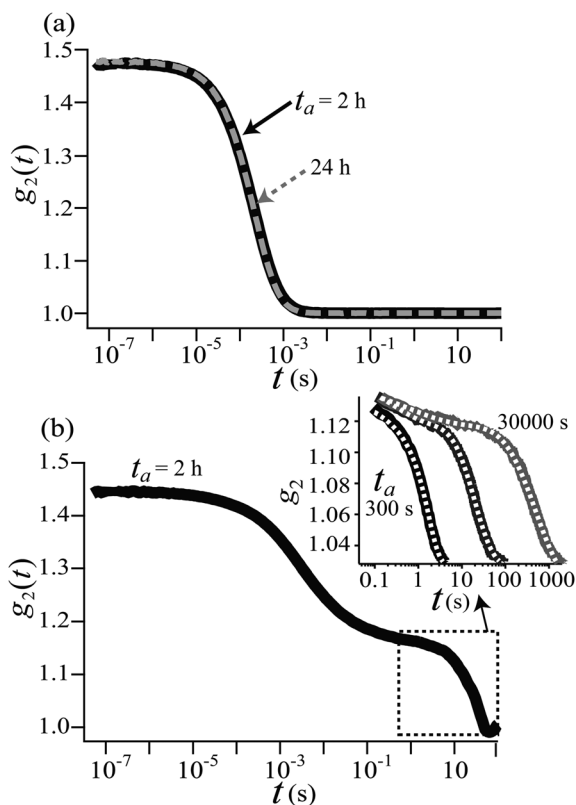 (a)
1.5
1.4
1.3
1.2
1.1
1.0
g₂(t)
tₐ = 2 h
24 h
10⁻⁷ 10⁻⁵ 10⁻³ 10⁻¹ 10
t (s)
(b)
1.5
1.4
1.3
1.2
1.1
1.0
g₂(t)
tₐ = 2 h
1.12
1.10
1.08
1.06
1.04
g₂
30000 s
tₐ
300 s
0.1 1 10 100 1000
t (s)
10⁻⁷ 10⁻⁵ 10⁻³ 10⁻¹ 10
t (s)